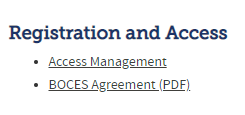 Registration and Access
Access Management
BOCES Agreement (PDF)